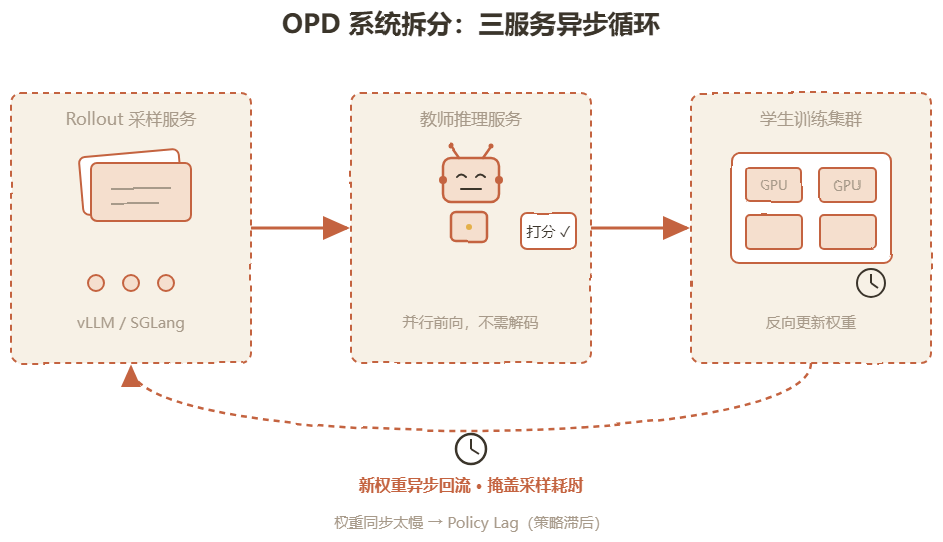 OPD 系统拆分：三服务异步循环
Rollout 采样服务
教师推理服务
学生训练集群
GPU
GPU
打分 ✓
vLLM / SGLang
并行前向，不需解码
反向更新权重
新权重异步回流 · 掩盖采样耗时
权重同步太慢 → Policy Lag（策略滞后）